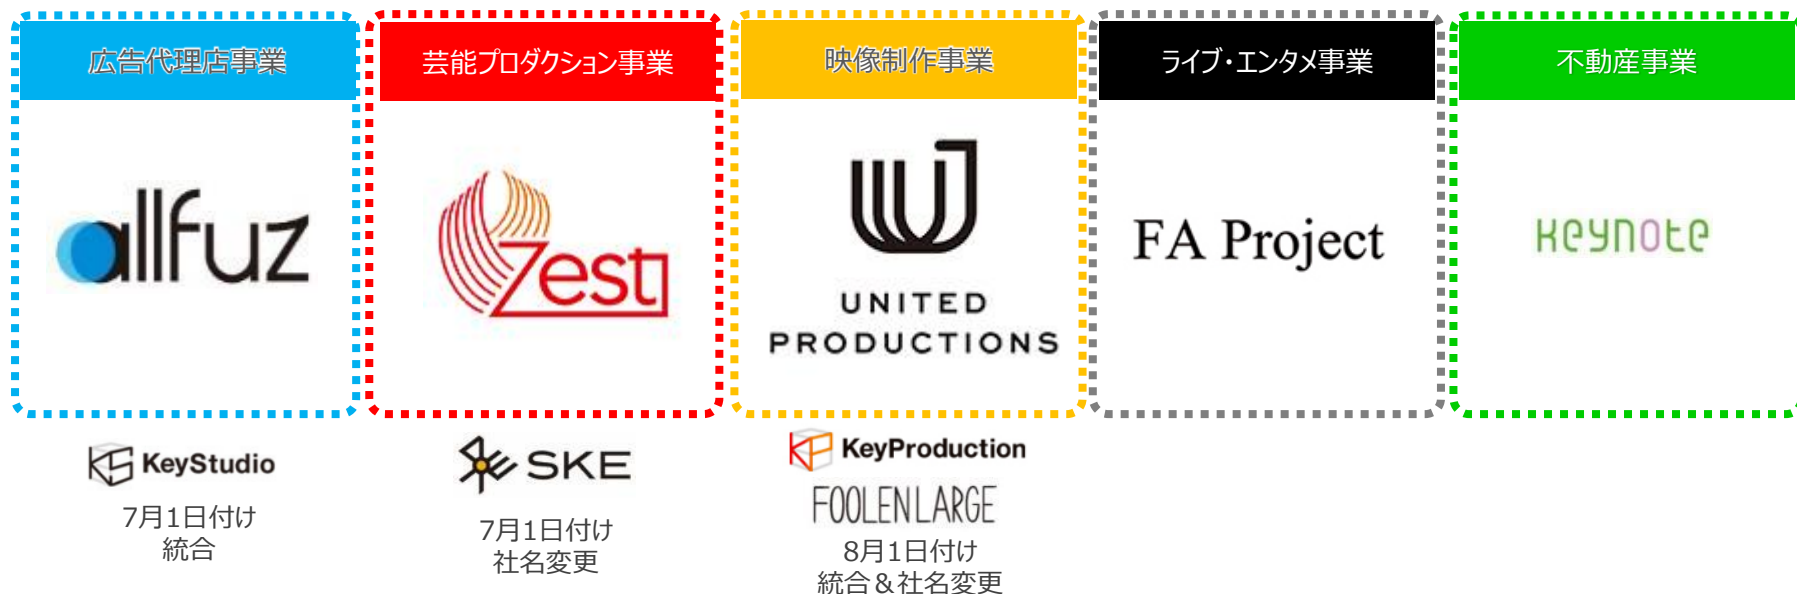 広告代理店事業
芸能プロダクション事業
映像制作事業
ライブ・エンタメ事業
不動産事業
allfuz
Zest
UNITED
PRODUCTIONS
FA Project
keynote
KeyStudio
7月1日付け
統合
SKE
7月1日付け
社名変更
KeyProduction
FOOLENLARGE
8月1日付け
統合&社名変更